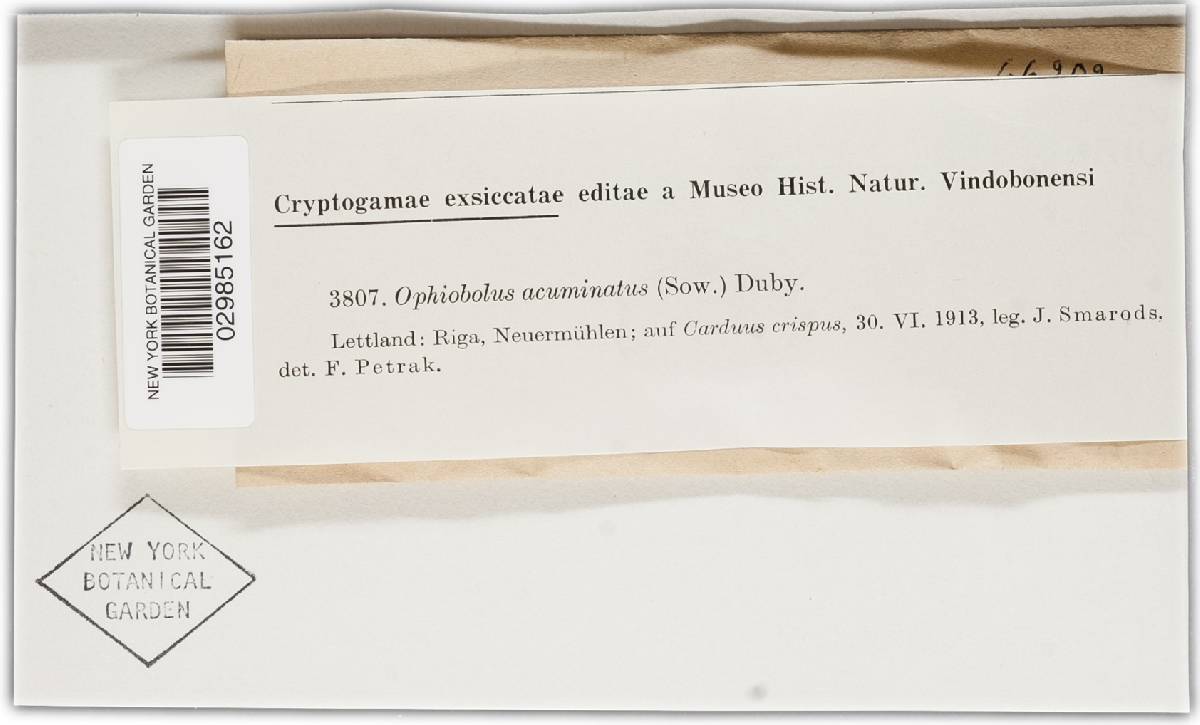 Cryptogamae exsiccatae editae a Museo Hist. Natur. Vindobonensi
3807. Ophiobolus acuminatus (Sow.) Duby.
Lettland: Riga, Neuermühlen; auf Carduus crispus, 30. VI. 1913, leg. J. Smarods,
det. F. Petrak.
NEW YORK BOTANICAL GARDEN
02985162
NEW YORK
BOTANICAL
GARDEN